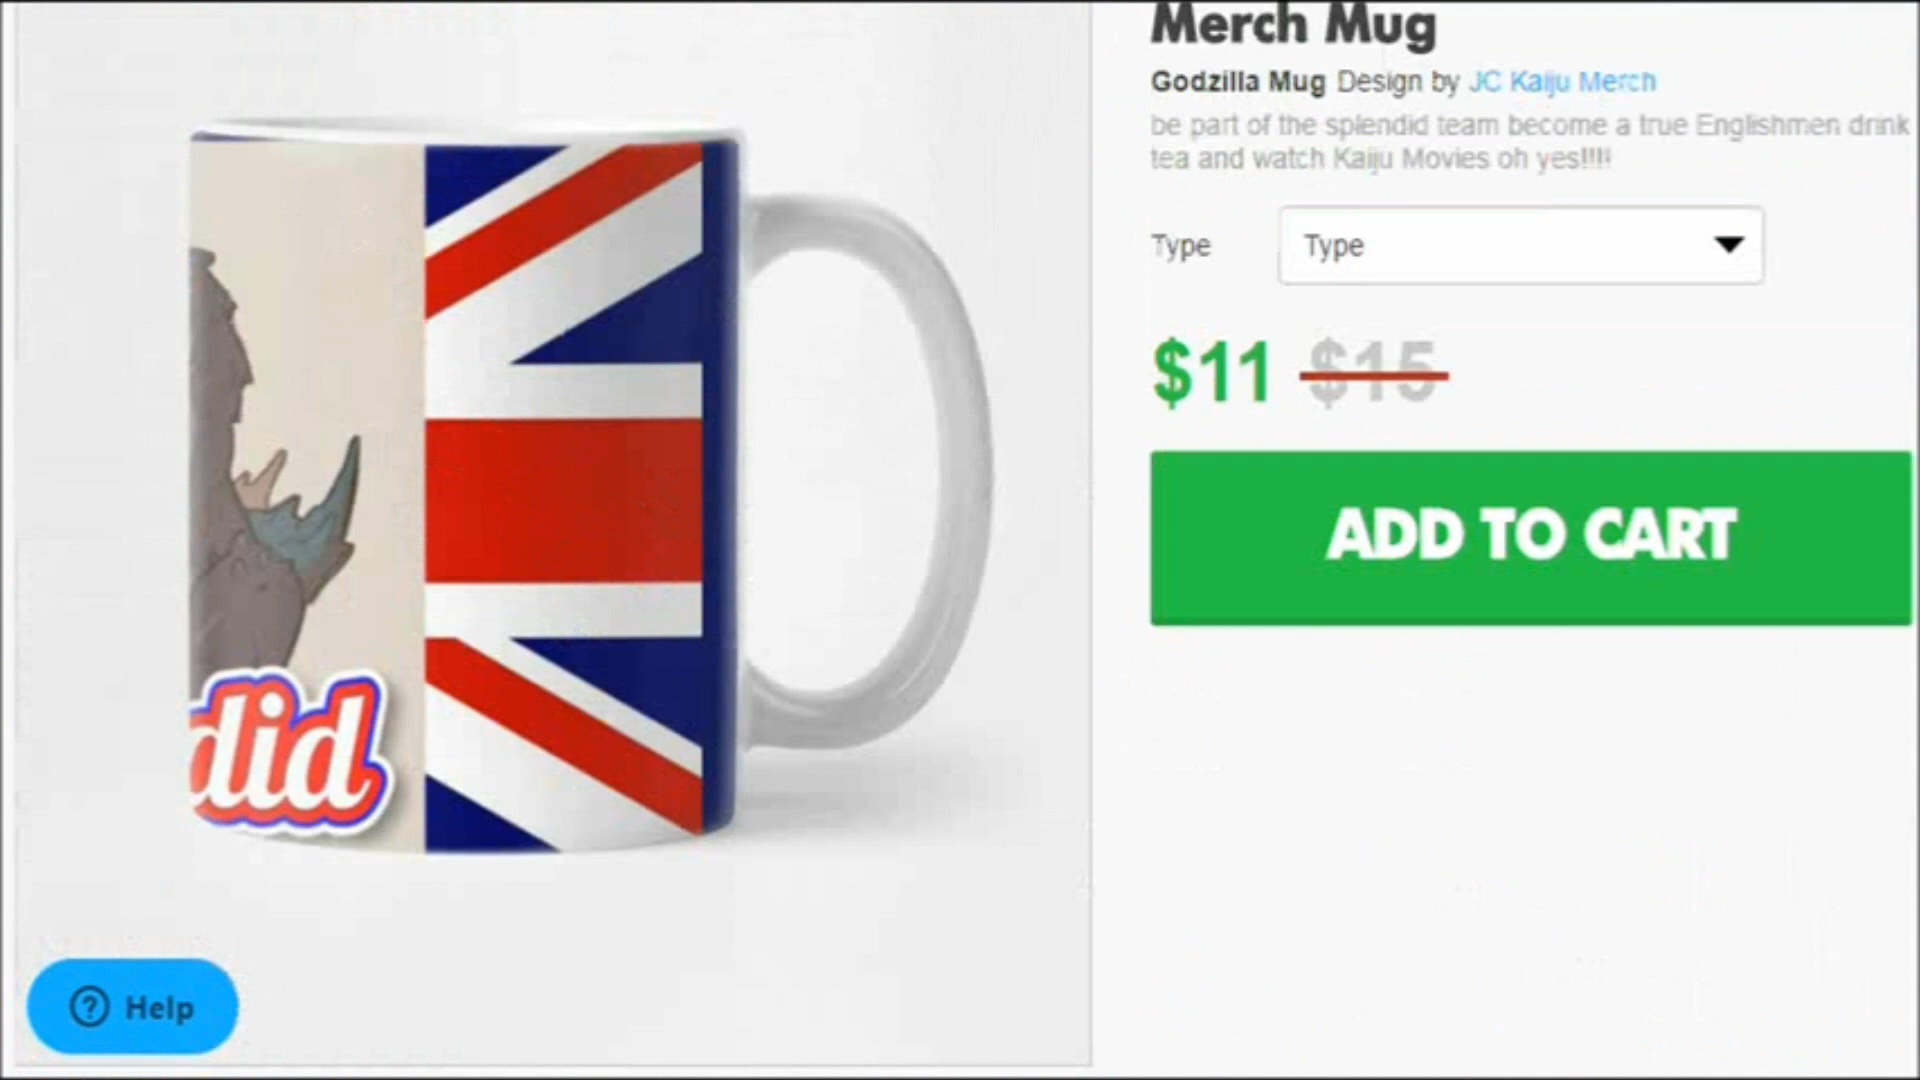 Merch Mug
Godzilla Mug Design by JC Kaiju Merch
be part of the splendid team become a true Englishmen drink
tea and watch Kaiju Movies oh yes!!!!
Type Type
$11 $15
ADD TO CART
did
Help